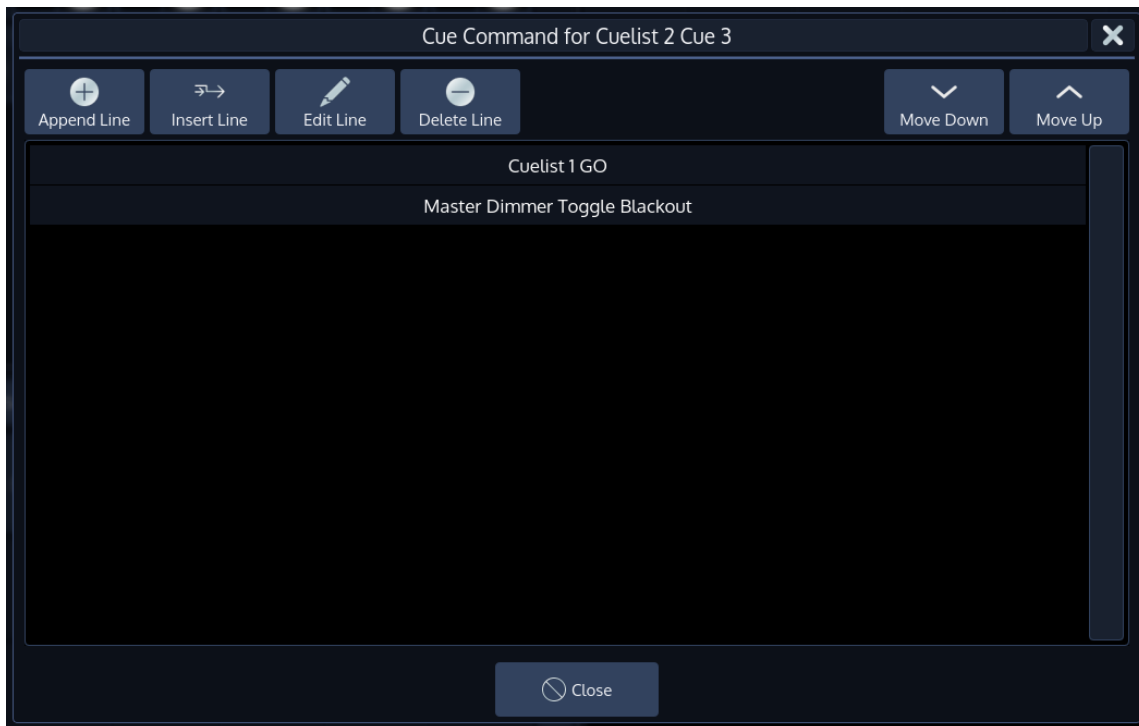 Cue Command for Cuelist 2 Cue 3
Append Line
Insert Line
Edit Line
Delete Line
Move Down
Move Up
Cuelist 1 GO
Master Dimmer Toggle Blackout
Close